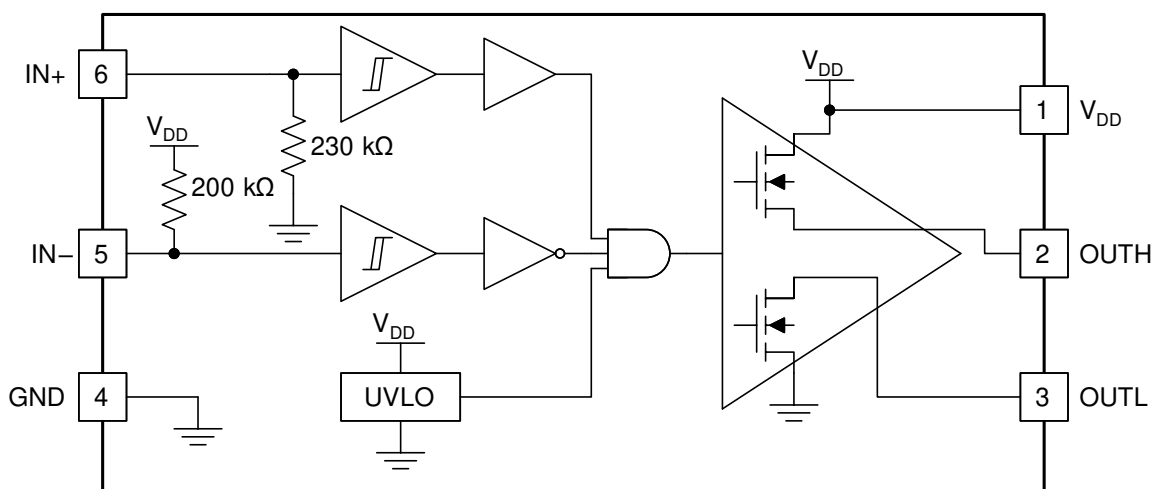 IN+
6
V_DD
200 kΩ
230 kΩ
IN−
5
GND
4
V_DD
UVLO
V_DD
1
V_DD
2
OUTH
3
OUTL